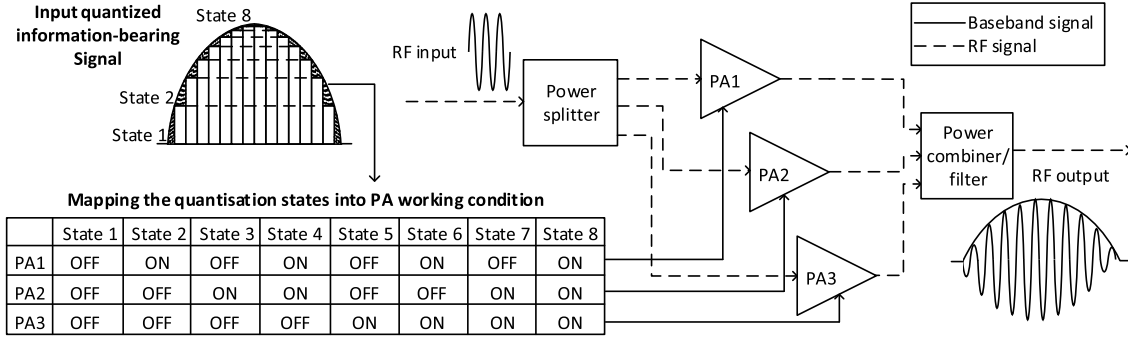 Input quantized
information-bearing
Signal
State 8
State 2
State 1
RF input
Power
splitter
PA1
PA2
PA3
Baseband signal
RF signal
Power
combiner/
filter
RF output
Mapping the quantisation states into PA working condition
State 1 State 2 State 3 State 4 State 5 State 6 State 7 State 8
PA1 OFF ON OFF ON OFF ON OFF ON
PA2 OFF OFF ON ON OFF OFF ON ON
PA3 OFF OFF OFF OFF ON ON ON ON